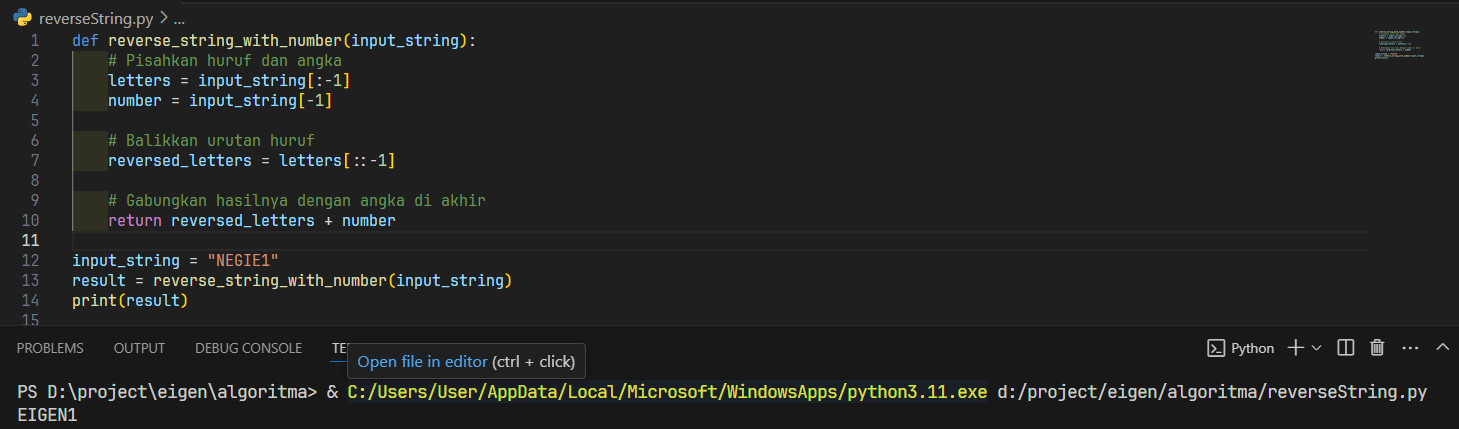 reverseString.py > ...
1 def reverse_string_with_number(input_string):
2 # Pisahkan huruf dan angka
3 letters = input_string[:-1]
4 number = input_string[-1]
5
6 # Balikkan urutan huruf
7 reversed_letters = letters[::-1]
8
9 # Gabungkan hasilnya dengan angka di akhir
10 return reversed_letters + number
11
12 input_string = "NEGIE1"
13 result = reverse_string_with_number(input_string)
14 print(result)
15
PROBLEMS OUTPUT DEBUG CONSOLE Python
Open file in editor (ctrl + click)
PS D:\project\eigen\algoritma> & C:/Users/User/AppData/Local/Microsoft/WindowsApps/python3.11.exe d:/project/eigen/algoritma/reverseString.py
EIGEN1